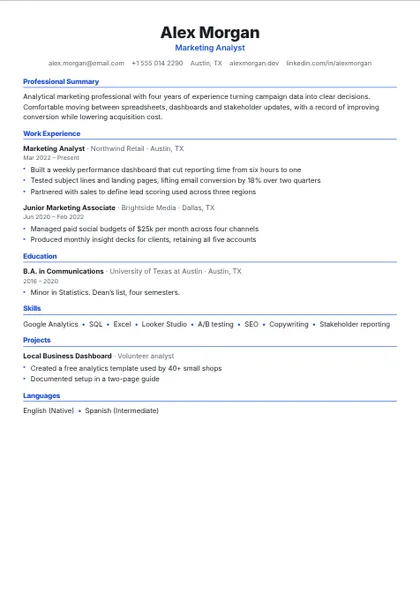 Alex Morgan
Marketing Analyst
alex.morgan@email.com +1 555 014 2290 Austin, TX alexmorgan.dev linkedin.com/in/alexmorgan
Professional Summary
Analytical marketing professional with four years of experience turning campaign data into clear decisions.
Comfortable moving between spreadsheets, dashboards and stakeholder updates, with a record of improving
conversion while lowering acquisition cost.
Work Experience
Marketing Analyst · Northwind Retail · Austin, TX
Mar 2022 – Present
• Built a weekly performance dashboard that cut reporting time from six hours to one
• Tested subject lines and landing pages, lifting email conversion by 18% over two quarters
• Partnered with sales to define lead scoring used across three regions
Junior Marketing Associate · Brightside Media · Dallas, TX
Jun 2020 – Feb 2022
• Managed paid social budgets of $25k per month across four channels
• Produced monthly insight decks for clients, retaining all five accounts
Education
B.A. in Communications · University of Texas at Austin · Austin, TX
2016 – 2020
• Minor in Statistics. Dean's list, four semesters.
Skills
Google Analytics • SQL • Excel • Looker Studio • A/B testing • SEO • Copywriting • Stakeholder reporting
Projects
Local Business Dashboard · Volunteer analyst
• Created a free analytics template used by 40+ small shops
• Documented setup in a two-page guide
Languages
English (Native) • Spanish (Intermediate)